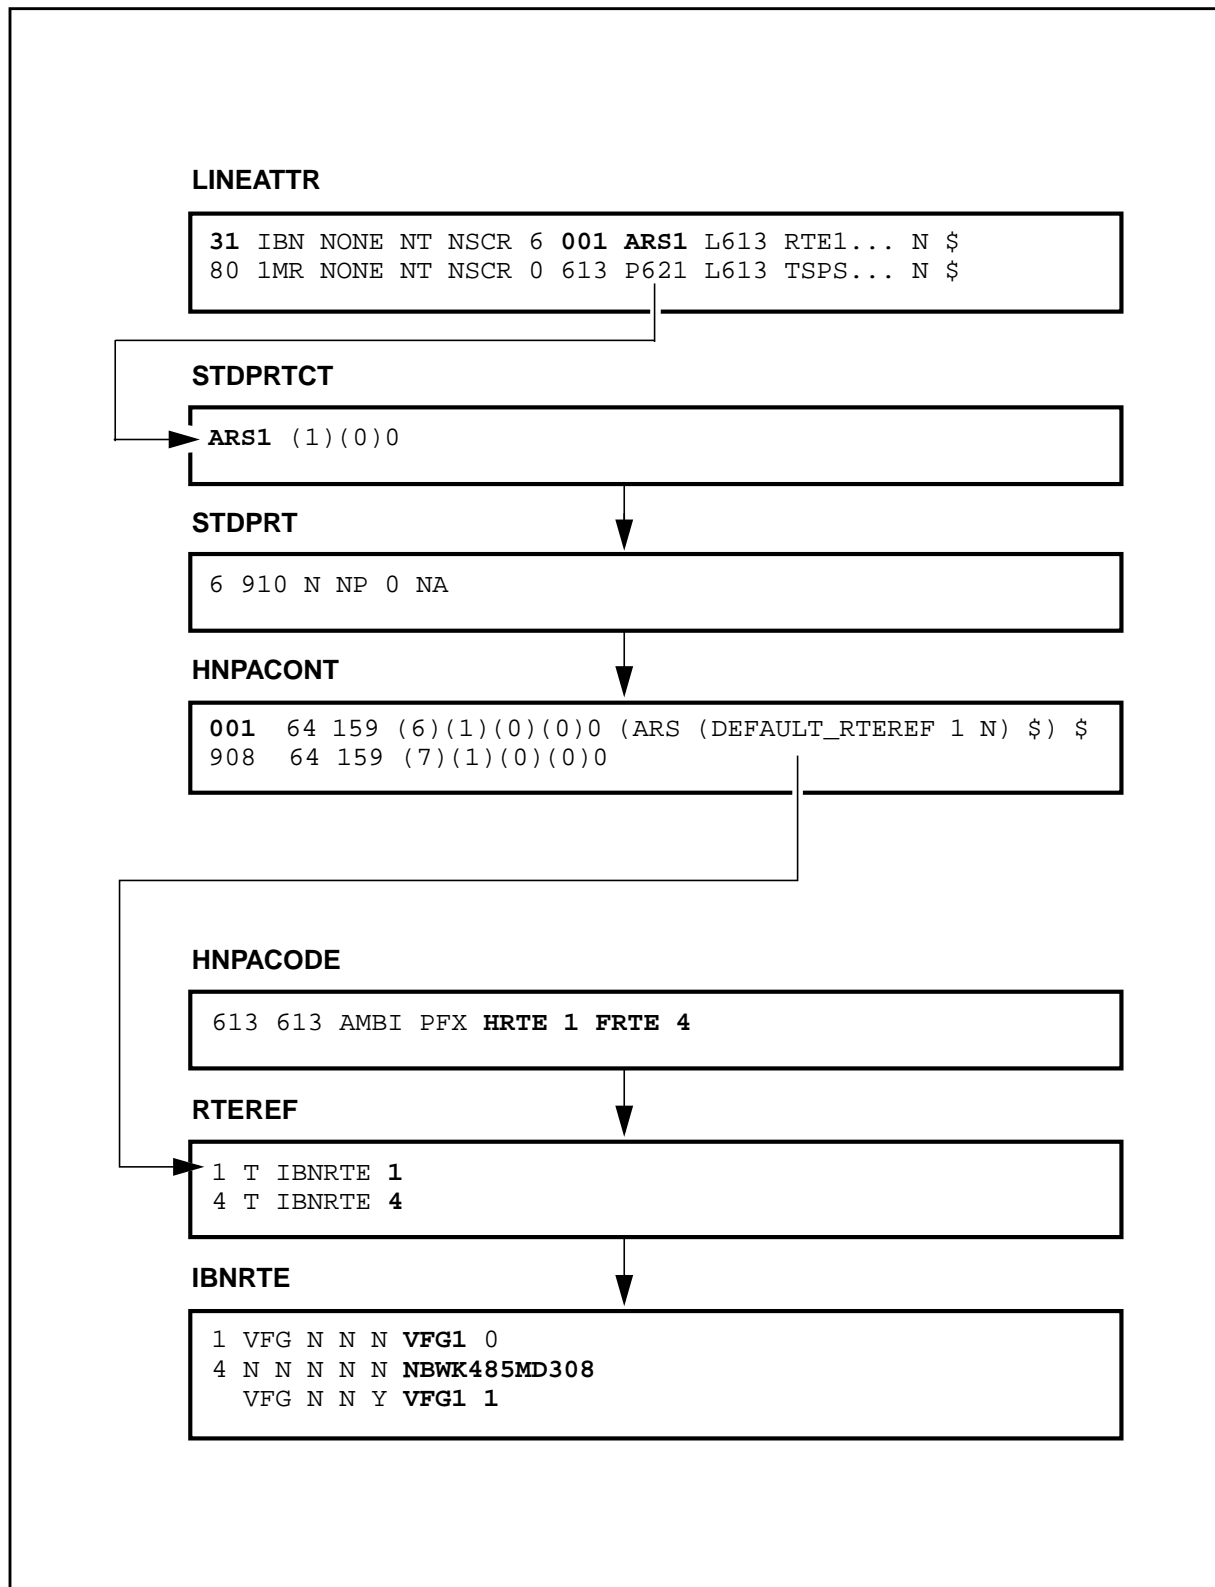 LINEATTR
31 IBN NONE NT NSCR 6 001 ARS1 L613 RTE1... N $
80 1MR NONE NT NSCR 0 613 P621 L613 TSPS... N $
STDPRTCT
ARS1 (1)(0)0
STDPRT
6 910 N NP 0 NA
HNPACONT
001 64 159 (6)(1)(0)(0)0 (ARS (DEFAULT_RTEREF 1 N) $) $
908 64 159 (7)(1)(0)(0)0
HNPACODE
613 613 AMBI PFX HRTE 1 FRTE 4
RTEREF
1 T IBNRTE 1
4 T IBNRTE 4
IBNRTE
1 VFG N N N VFG1 0
4 N N N N N NBWK485MD308
VFG N N Y VFG1 1